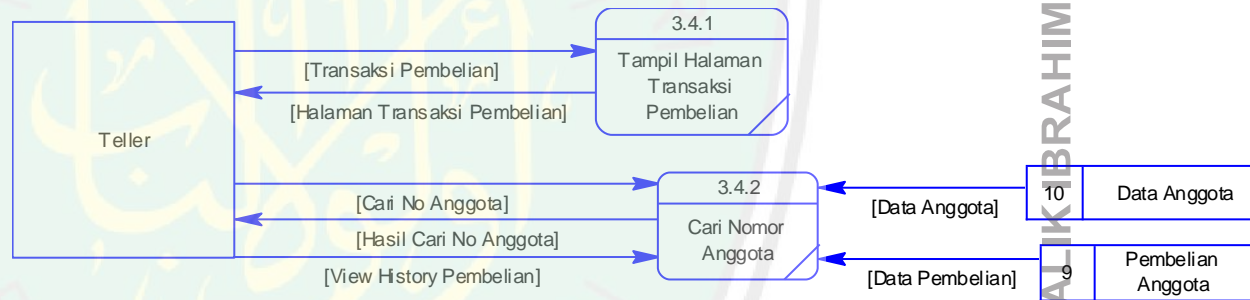 3.4.1
Tampil Halaman
Transaksi
Pembelian
[Transaksi Pembelian]
[Halaman Transaksi Pembelian]
Teller
3.4.2
Cari Nomor
Anggota
[Cari No Anggota]
[Hasil Cari No Anggota]
[View History Pembelian]
[Data Anggota]
10
Data Anggota
[Data Pembelian]
9
Pembelian
Anggota
ALIK IBRAHIM